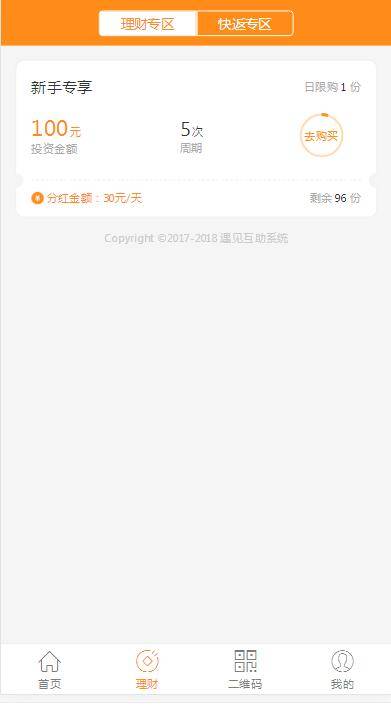 理财专区 快返专区
新手专享 日限购 1 份
100元 5次 去购买
投资金额 周期
¥ 分红金额：30元/天 剩余 96 份
Copyright ©2017-2018 遇见互助系统
首页 理财 二维码 我的